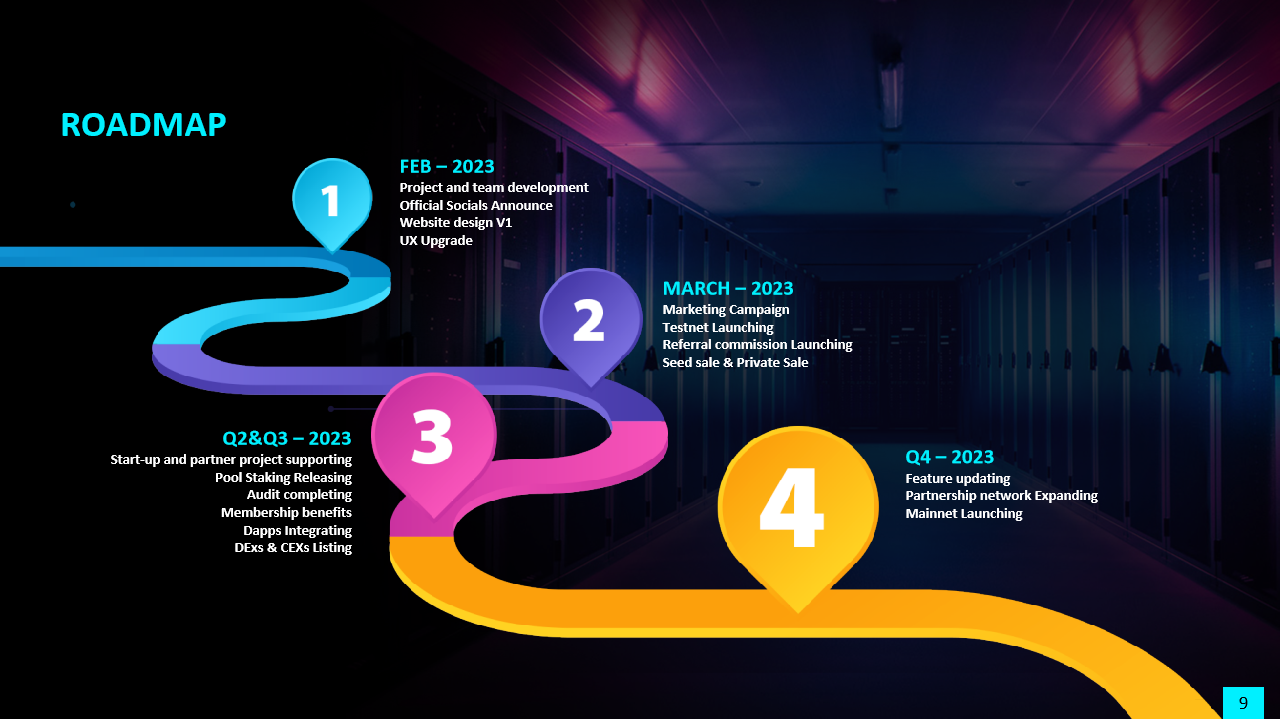 ROADMAP
1
FEB – 2023
Project and team development
Official Socials Announce
Website design V1
UX Upgrade
2
MARCH – 2023
Marketing Campaign
Testnet Launching
Referral commission Launching
Seed sale & Private Sale
3
Q2&Q3 – 2023
Start-up and partner project supporting
Pool Staking Releasing
Audit completing
Membership benefits
Dapps Integrating
DExs & CEXs Listing
4
Q4 – 2023
Feature updating
Partnership network Expanding
Mainnet Launching
9